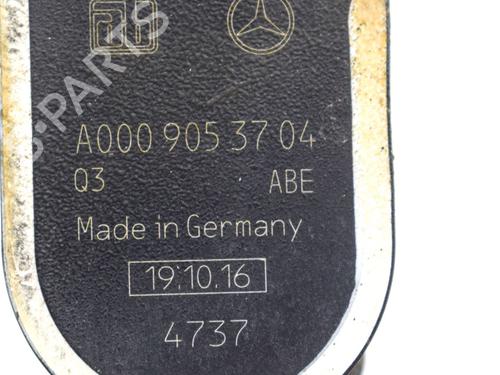 A000 905 37 04
Q3 ABE
Made in Germany
19:10.16
4737